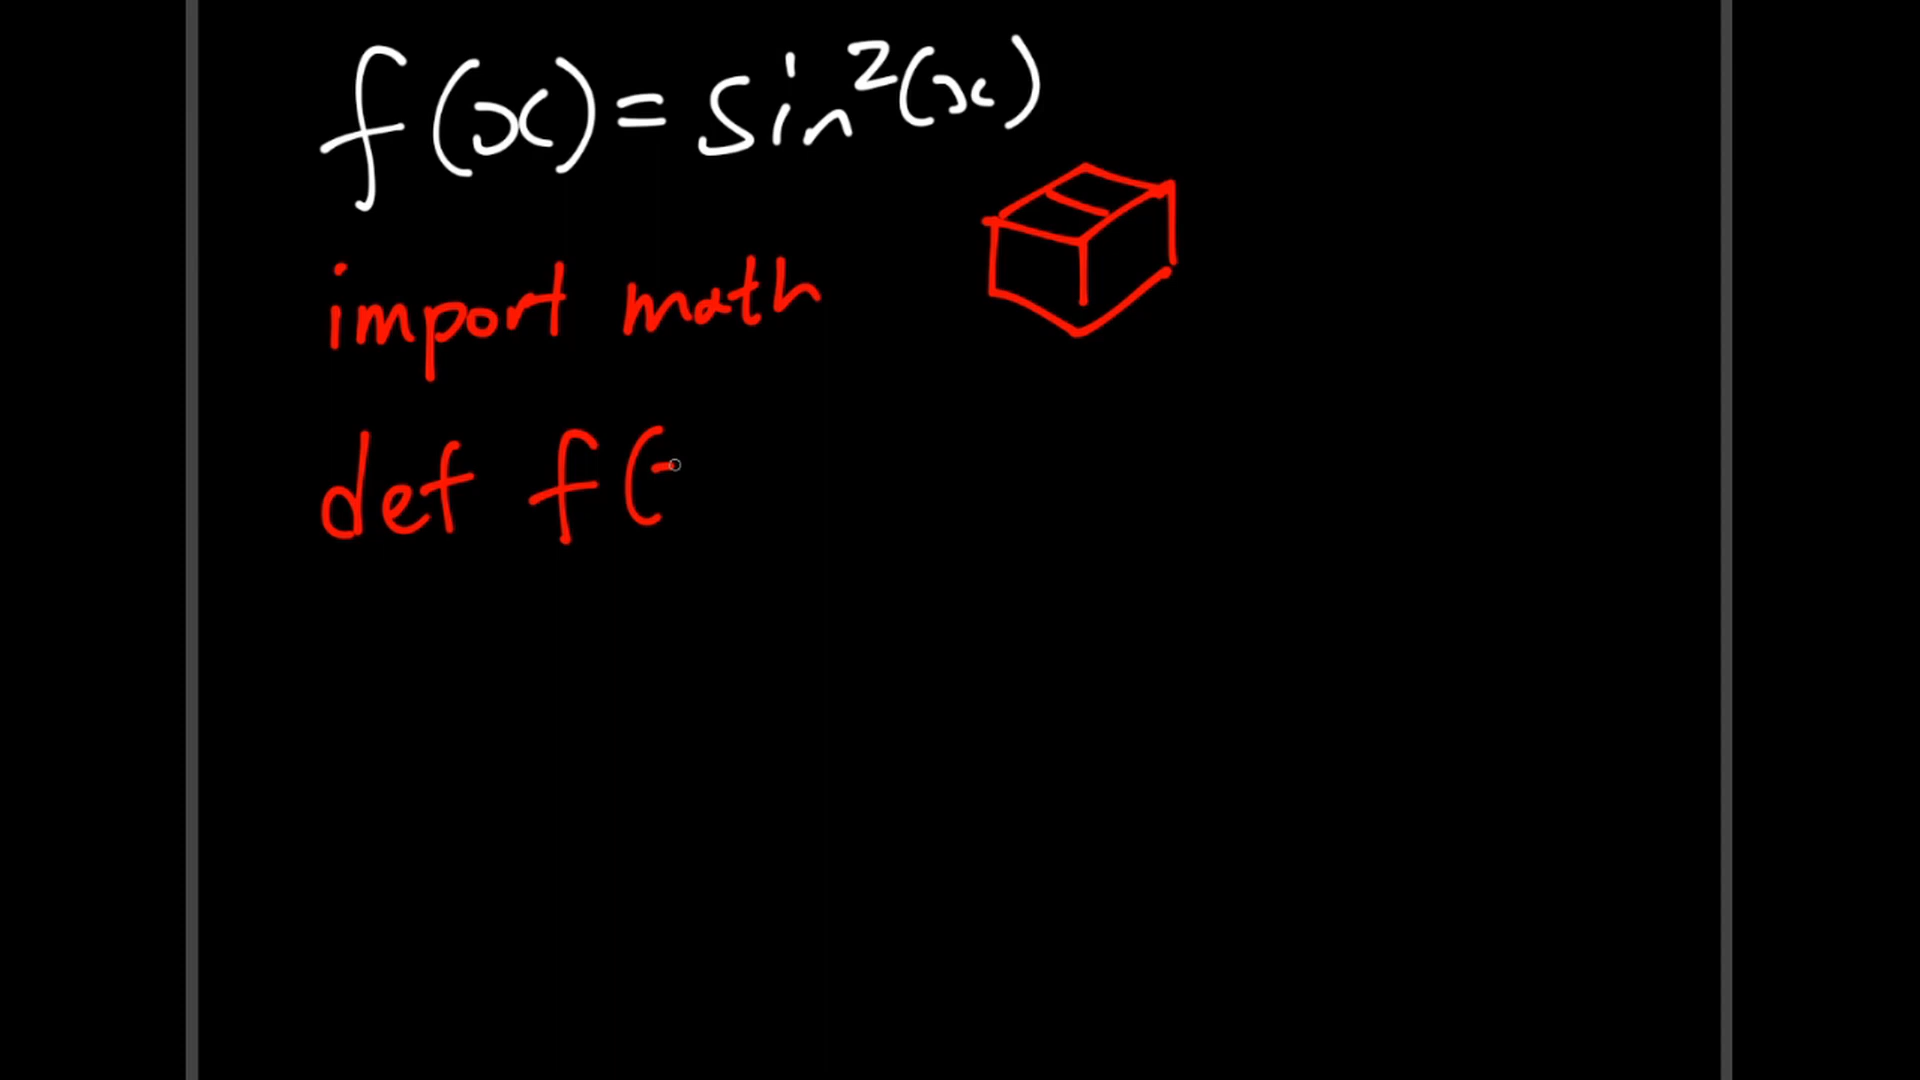 f(x)=sin²(x)
import math
def f(